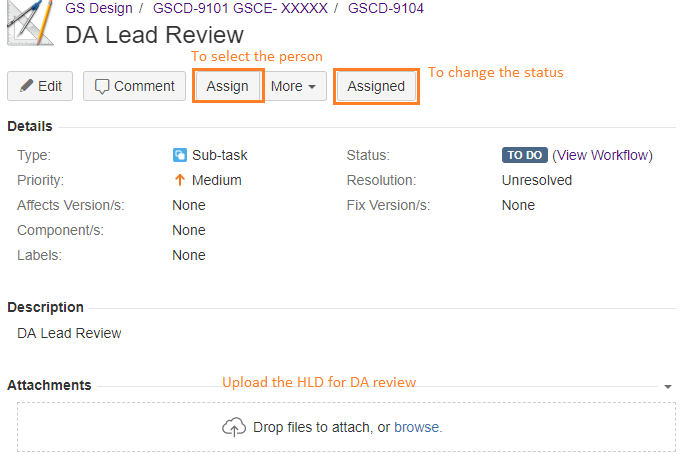 GS Design / GSCD-9101 GSCE- XXXXX / GSCD-9104
DA Lead Review
To select the person
To change the status
Edit Comment Assign More Assigned
Details
Type: Sub-task Status: TO DO (View Workflow)
Priority: Medium Resolution: Unresolved
Affects Version/s: None Fix Version/s: None
Component/s: None
Labels: None
Description
DA Lead Review
Attachments Upload the HLD for DA review
Drop files to attach, or browse.